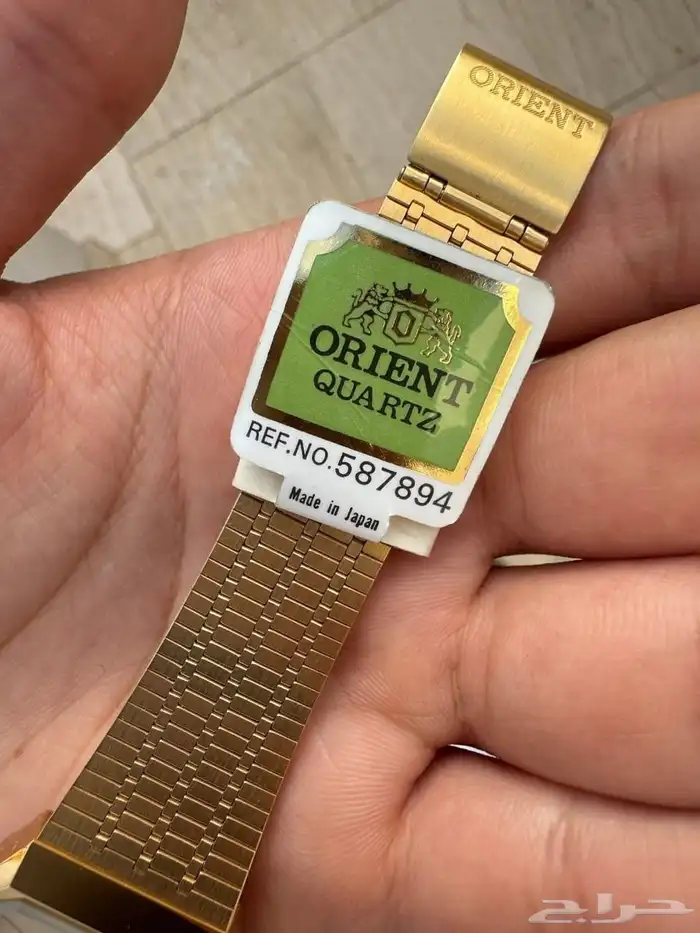 ORIENT
O
ORIENT
QUARTZ
REF.NO.587894
Made in Japan
حراج